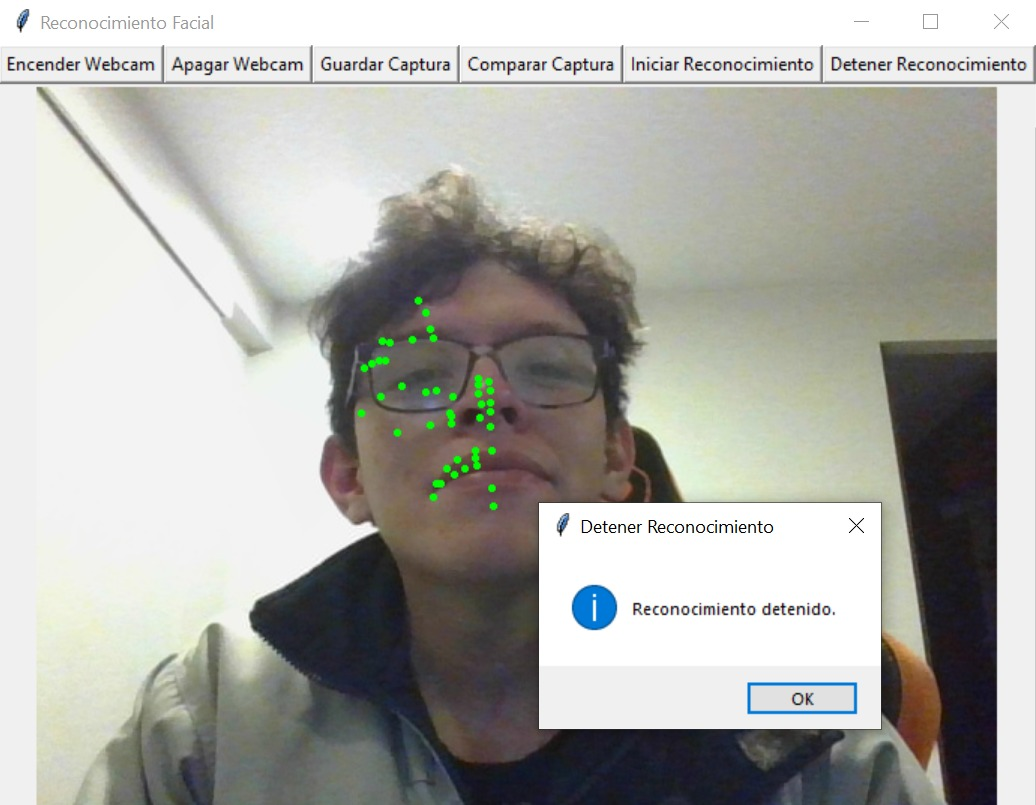 Reconocimiento Facial
Encender Webcam Apagar Webcam Guardar Captura Comparar Captura Iniciar Reconocimiento Detener Reconocimiento
Detener Reconocimiento
Reconocimiento detenido.
OK